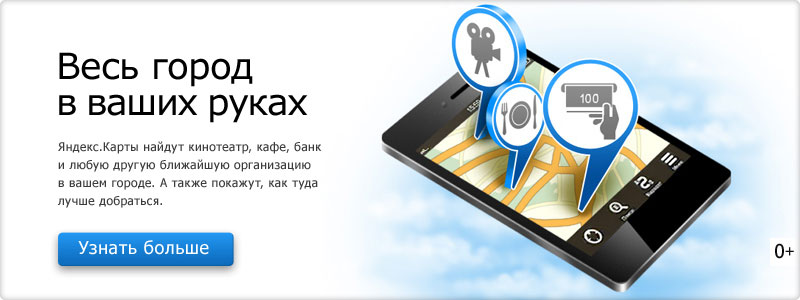 Весь город
в ваших руках
Яндекс.Карты найдут кинотеатр, кафе, банк
и любую другую ближайшую организацию
в вашем городе. А также покажут, как туда
лучше добраться.
Узнать больше
100
0+